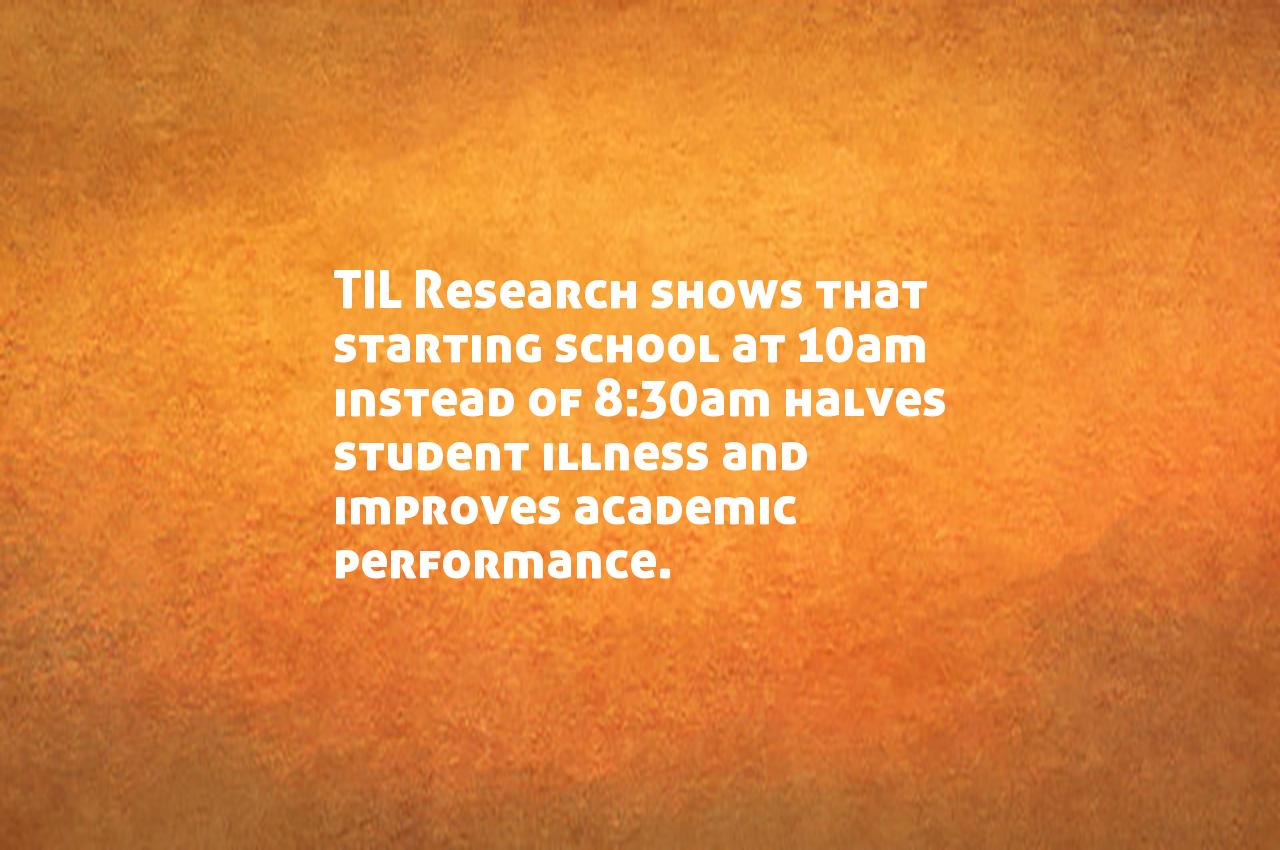 TIL Research shows that
starting school at 10am
instead of 8:30am halves
student illness and
improves academic
performance.